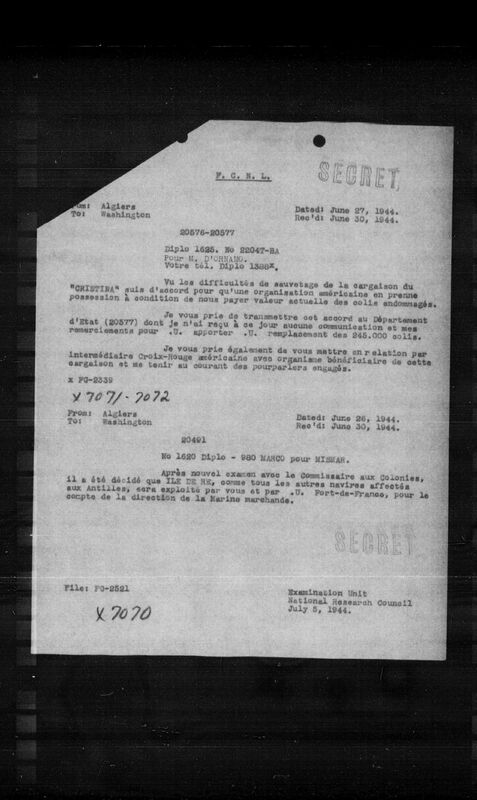 F. C. N. L.
SECRET
From: Algiers
To: Washington
Dated: June 27, 1944.
Rec'd: June 30, 1944.
20576-20577
Diplo 1625. No 22047-BA
Pour M. D'ORNANO.
Votre tél. Diplo 1388x.
Vu les difficultés de sauvetage de la cargaison du
"CRISTINA" suis d'accord pour qu'une organisation américaine en prenne
possession à condition de nous payer valeur actuelle des colis endommagés.
Je vous prie de transmettre cet accord au Département
d'Etat (20577) dont je n'ai reçu à ce jour aucune communication et mes
remerciements pour .U. apporter .U. remplacement des 245.000 colis.
Je vous prie également de vous mettre en relation par
intermédiaire Croix-Rouge américaine avec organisme bénéficiaire de cette
cargaison et me tenir au courant des pourparlers engagés.
x FG-2339
X 7071-7072
From: Algiers
To: Washington
Dated: June 26, 1944.
Rec'd: June 30, 1944.
20491
No 1620 Diplo - 980 MARCO pour MISMAR.
Après nouvel examen avec le Commissaire aux Colonies,
il a été décidé que ILE DE RE, comme tous les autres navires affectés
aux Antilles, sera exploité par vous et par .U. Fort-de-France, pour le
compte de la direction de la Marine marchande.
SECRET
File: FG-2521
X 7070
Examination Unit
National Research Council
July 5, 1944.